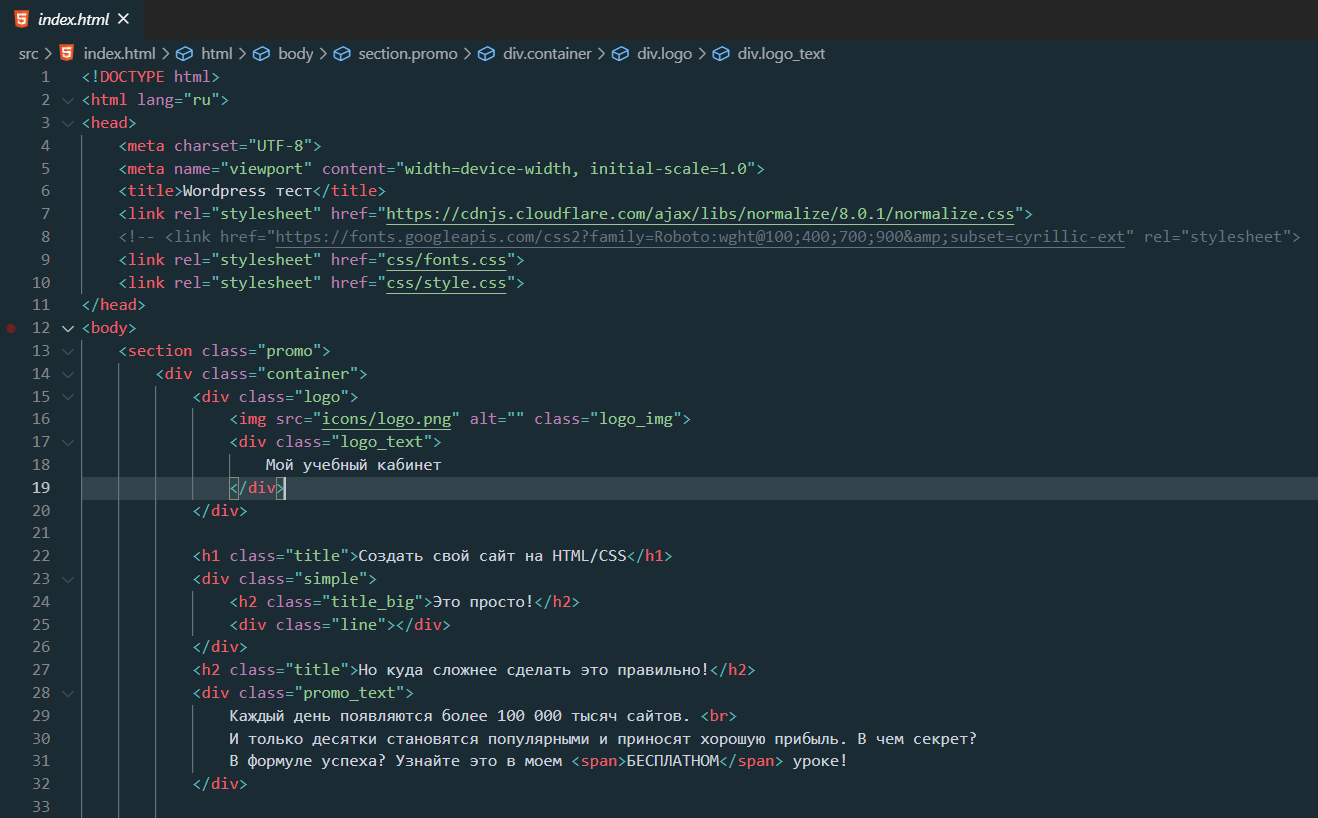 index.html
src > index.html > html > body > section.promo > div.container > div.logo > div.logo_text
1 <!DOCTYPE html>
2 <html lang="ru">
3 <head>
4 <meta charset="UTF-8">
5 <meta name="viewport" content="width=device-width, initial-scale=1.0">
6 <title>Wordpress тест</title>
7 <link rel="stylesheet" href="https://cdnjs.cloudflare.com/ajax/libs/normalize/8.0.1/normalize.css">
8 <!-- <link href="https://fonts.googleapis.com/css2?family=Roboto:wght@100;400;700;900&amp;subset=cyrillic-ext" rel="stylesheet">
9 <link rel="stylesheet" href="css/fonts.css">
10 <link rel="stylesheet" href="css/style.css">
11 </head>
12 <body>
13 <section class="promo">
14 <div class="container">
15 <div class="logo">
16 <img src="icons/logo.png" alt="" class="logo_img">
17 <div class="logo_text">
18 Мой учебный кабинет
19 </div>
20 </div>
21
22 <h1 class="title">Создать свой сайт на HTML/CSS</h1>
23 <div class="simple">
24 <h2 class="title_big">Это просто!</h2>
25 <div class="line"></div>
26 </div>
27 <h2 class="title">Но куда сложнее сделать это правильно!</h2>
28 <div class="promo_text">
29 Каждый день появляются более 100 000 тысяч сайтов. <br>
30 И только десятки становятся популярными и приносят хорошую прибыль. В чем секрет?
31 В формуле успеха? Узнайте это в моем <span>БЕСПЛАТНОМ</span> уроке!
32 </div>
33